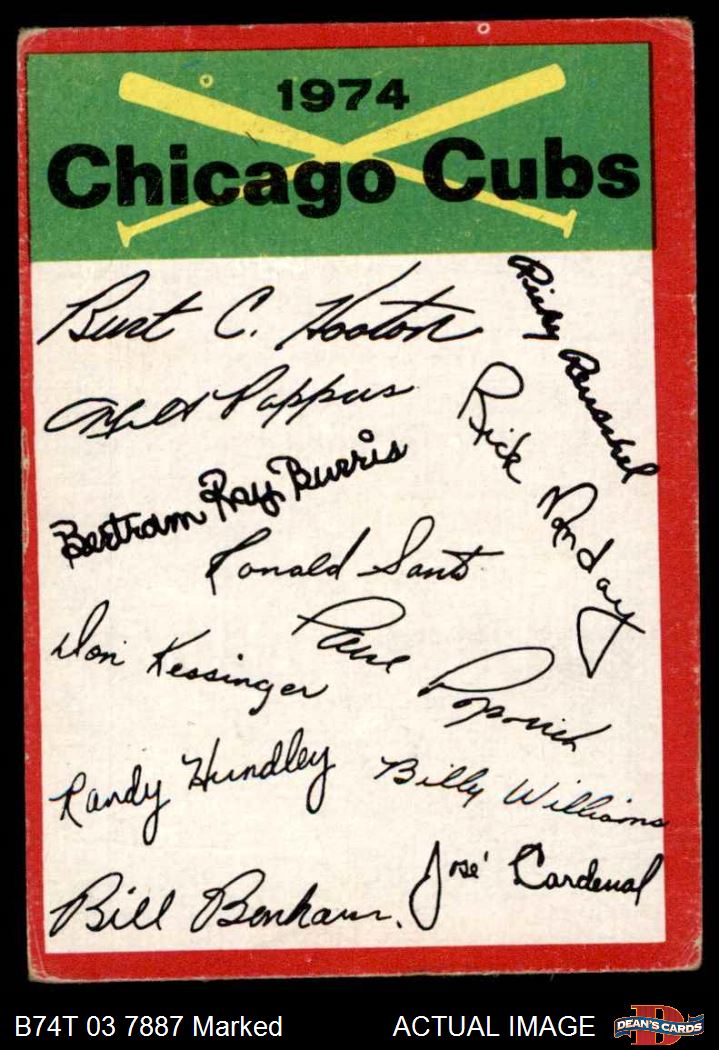 1974
Chicago Cubs
Burt C. Hooton
Ricky Reuschel
Milt Pappas
Rick Monday
Bertram Ray Burris
Ronald Santo
Don Kessinger
Paul Popovich
Randy Hundley
Billy Williams
José Cardenal
Bill Bonham.
B74T 03 7887 Marked
ACTUAL IMAGE
D
DEAN'S CARDS